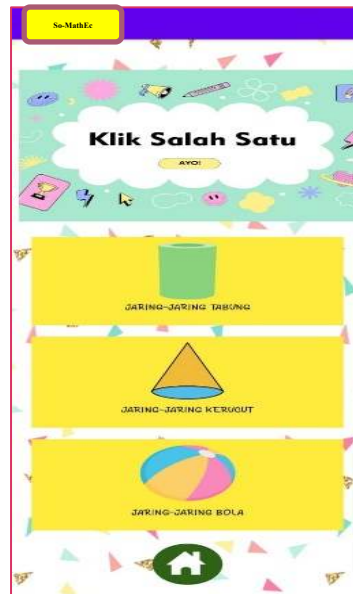 So-MathEc
Klik Salah Satu
AYO!
JARING-JARING TABUNG
JARING-JARING KERUCUT
JARING-JARING BOLA